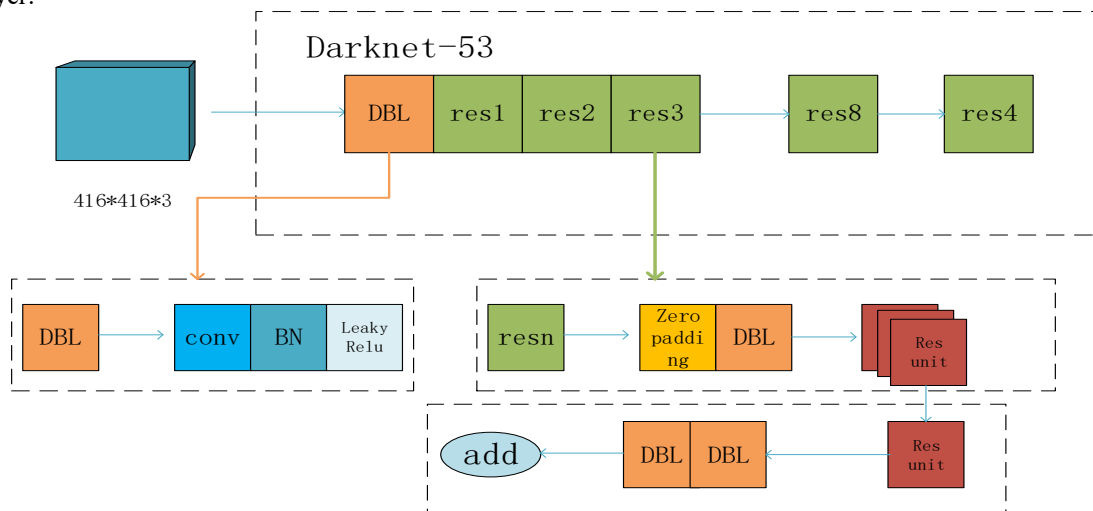 yer.
Darknet-53
DBL res1 res2 res3 res8 res4
416*416*3
DBL conv BN Leaky
Relu
resn Zero
paddi
ng DBL Res
unit
add DBL DBL Res
unit